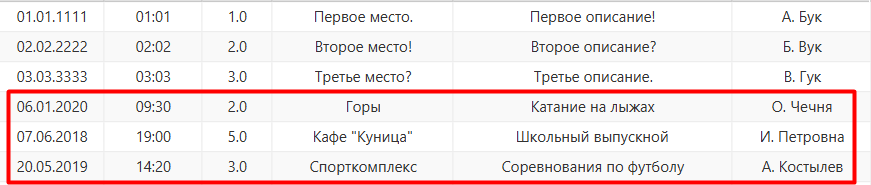 01.01.1111 01:01 1.0 Первое место. Первое описание! А. Бук
02.02.2222 02:02 2.0 Второе место! Второе описание? Б. Вук
03.03.3333 03:03 3.0 Третье место? Третье описание. В. Гук
06.01.2020 09:30 2.0 Горы Катание на лыжах О. Чечня
07.06.2018 19:00 5.0 Кафе "Куница" Школьный выпускной И. Петровна
20.05.2019 14:20 3.0 Спорткомплекс Соревнования по футболу А. Костылев